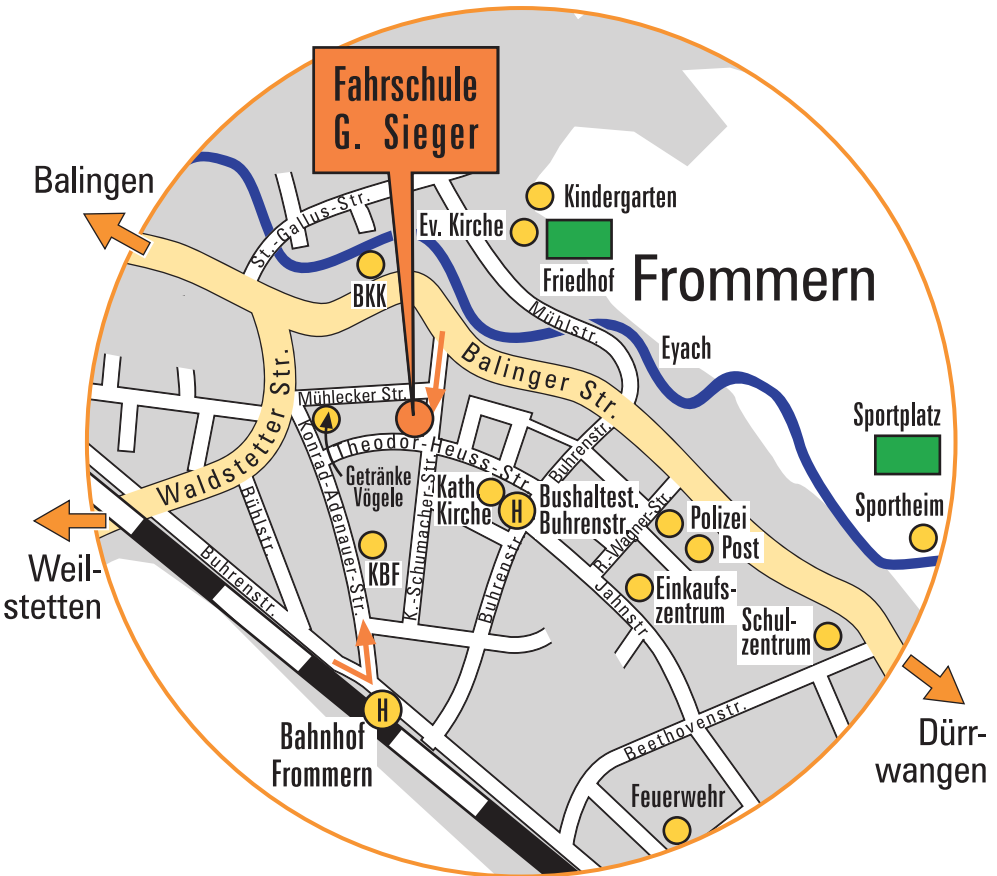 Fahrschule
G. Sieger
Balingen
St.-Gallus-Str.
Kindergarten
Ev. Kirche
Friedhof
Frommern
BKK
Mühlstr.
Eyach
Balinger Str.
Waldstetter Str.
Mühlecker Str.
Theodor-Heuss-Str.
Konrad-Adenauer-Str.
Getränke
Vögele
K.-Schumacher-Str.
Kath
Kirche
H
Bushaltest.
Buhrenstr.
Buhrenstr.
Buhrenstr.
R.-Wagner-Str.
Polizei
Post
Sportplatz
Sportheim
Weil-
stetten
Bühlstr.
Buhrenstr.
KBF
Jahnstr.
Einkaufs-
zentrum
Schul-
zentrum
H
Bahnhof
Frommern
Beethovenstr.
Feuerwehr
Dürr-
wangen